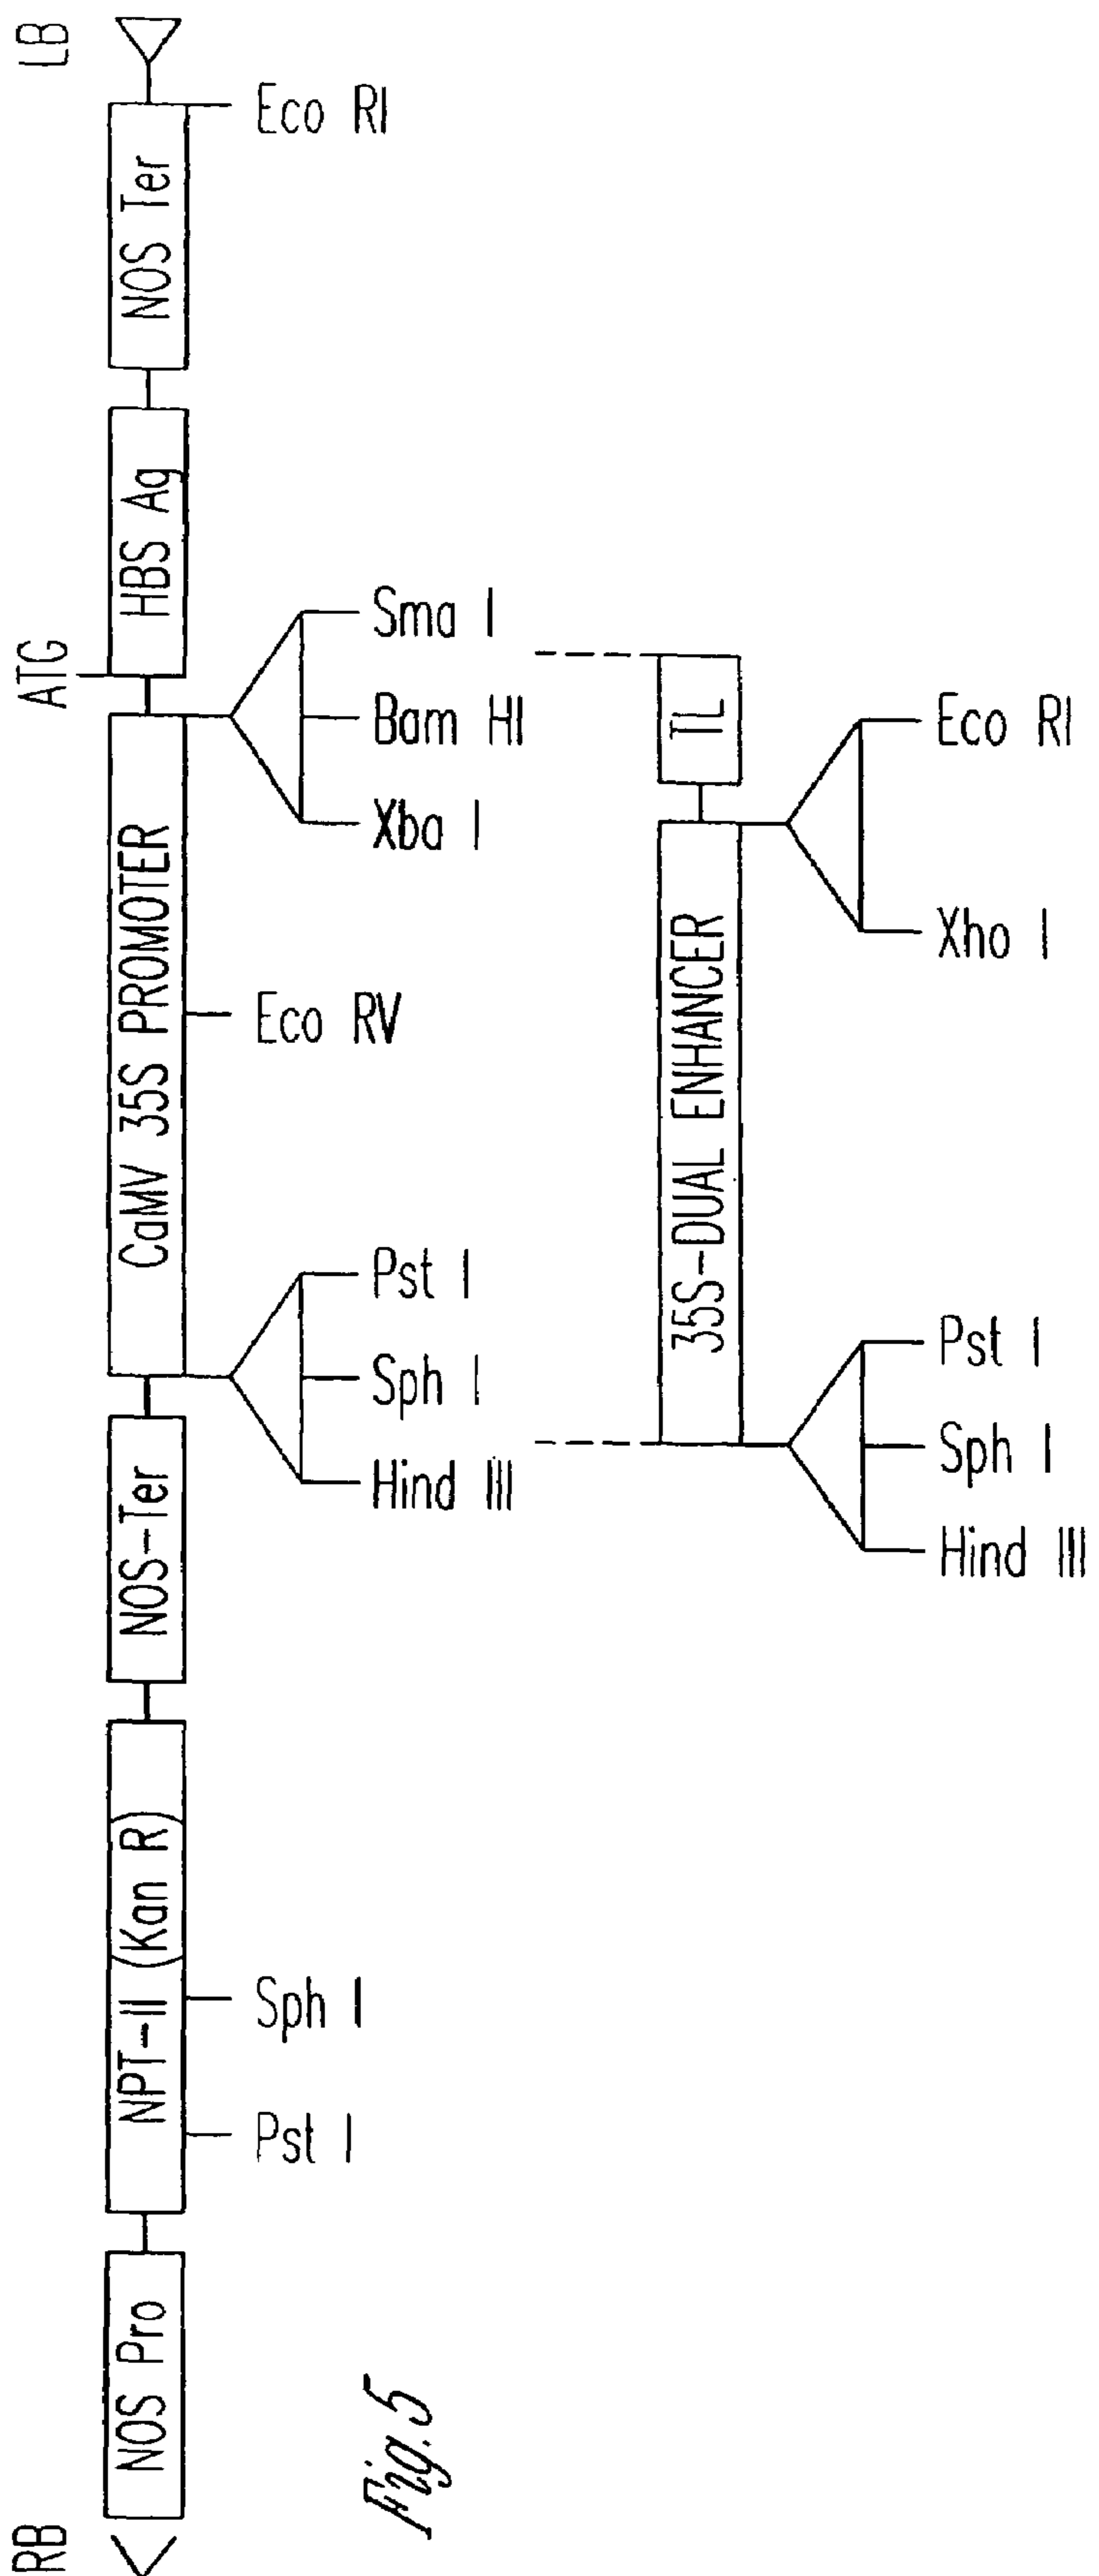 RB
ATG
LB
NOS Pro
NPT-II (Kan R)
NOS-Ter
CaMV 35S PROMOTER
HBS Ag
NOS Ter
Pst I
Sph I
Eco RV
Eco RI
Hind III
Sph I
Pst I
Xba I
Bam HI
Sma I
Fig. 5
35S-DUAL ENHANCER
TL
Hind III
Sph I
Pst I
Xho I
Eco RI